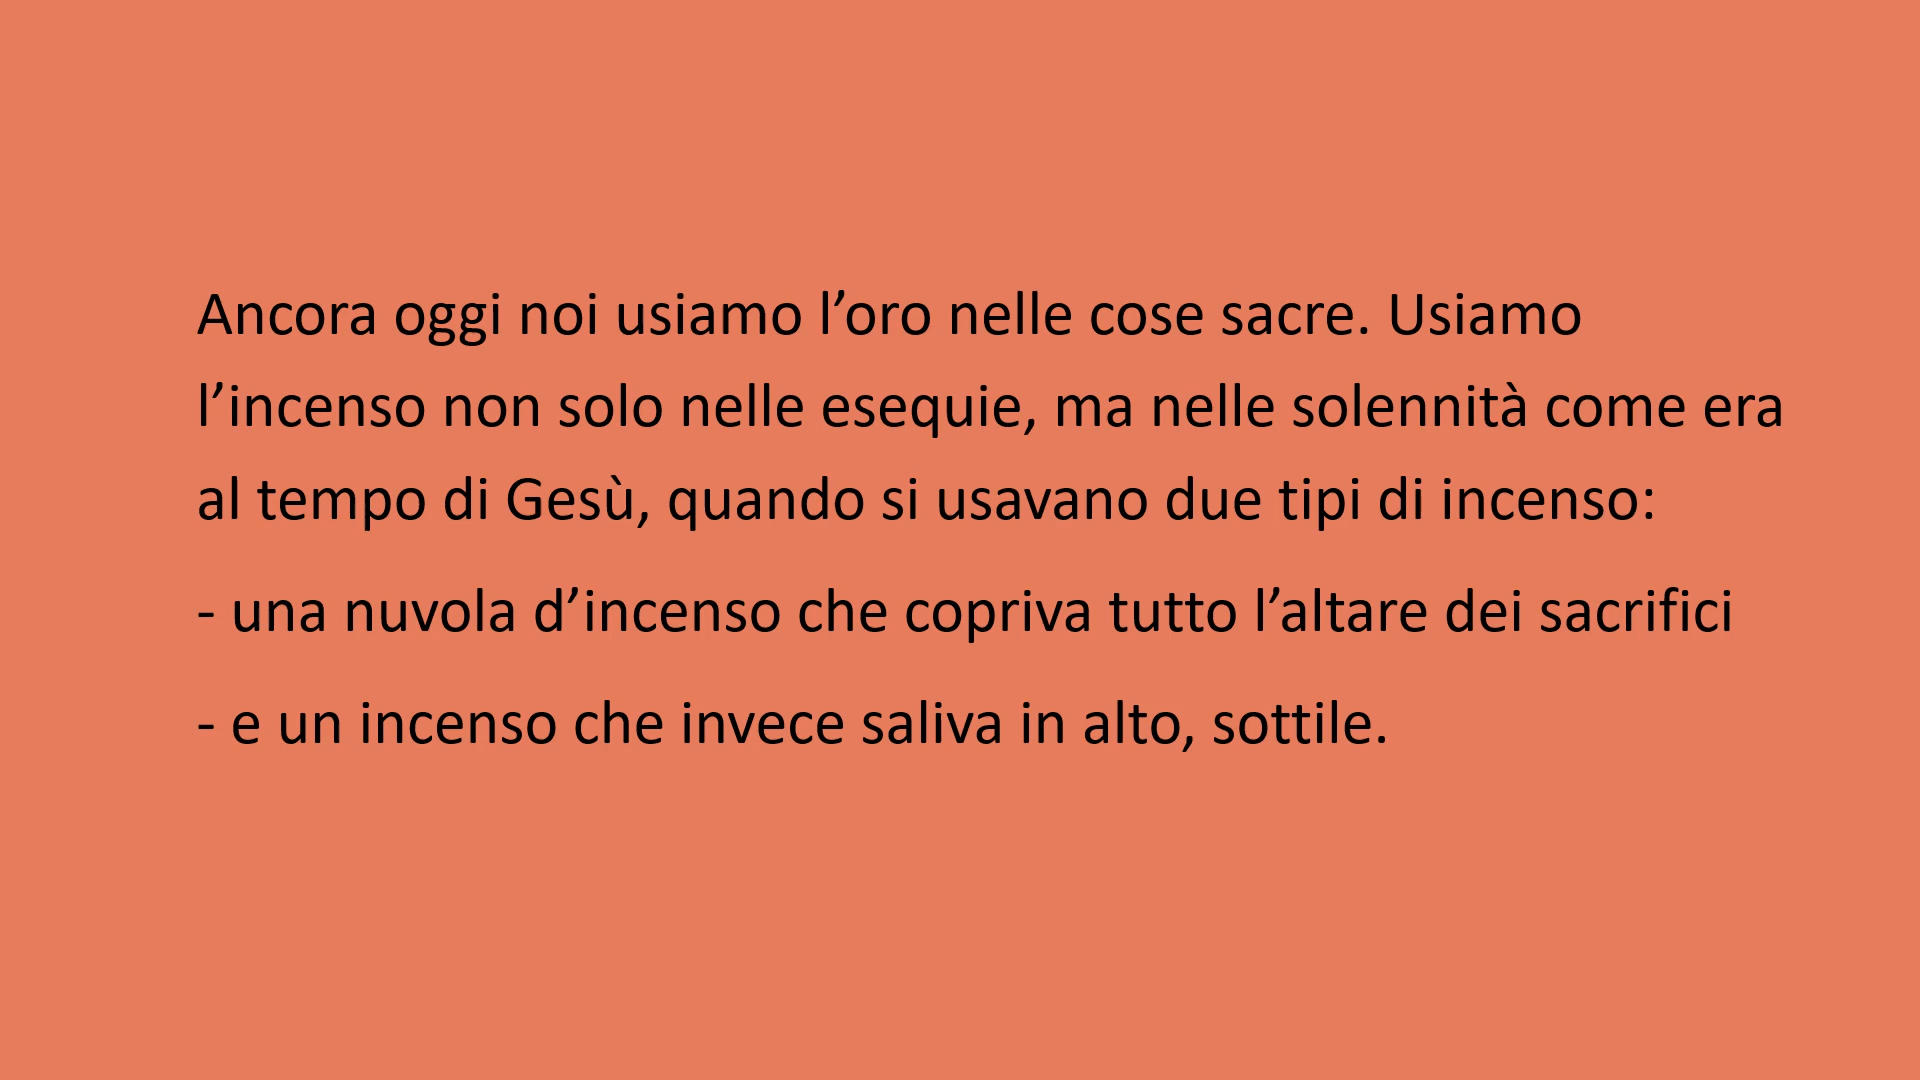 Ancora oggi noi usiamo l’oro nelle cose sacre. Usiamo
l’incenso non solo nelle esequie, ma nelle solennità come era
al tempo di Gesù, quando si usavano due tipi di incenso:
- una nuvola d’incenso che copriva tutto l’altare dei sacrifici
- e un incenso che invece saliva in alto, sottile.